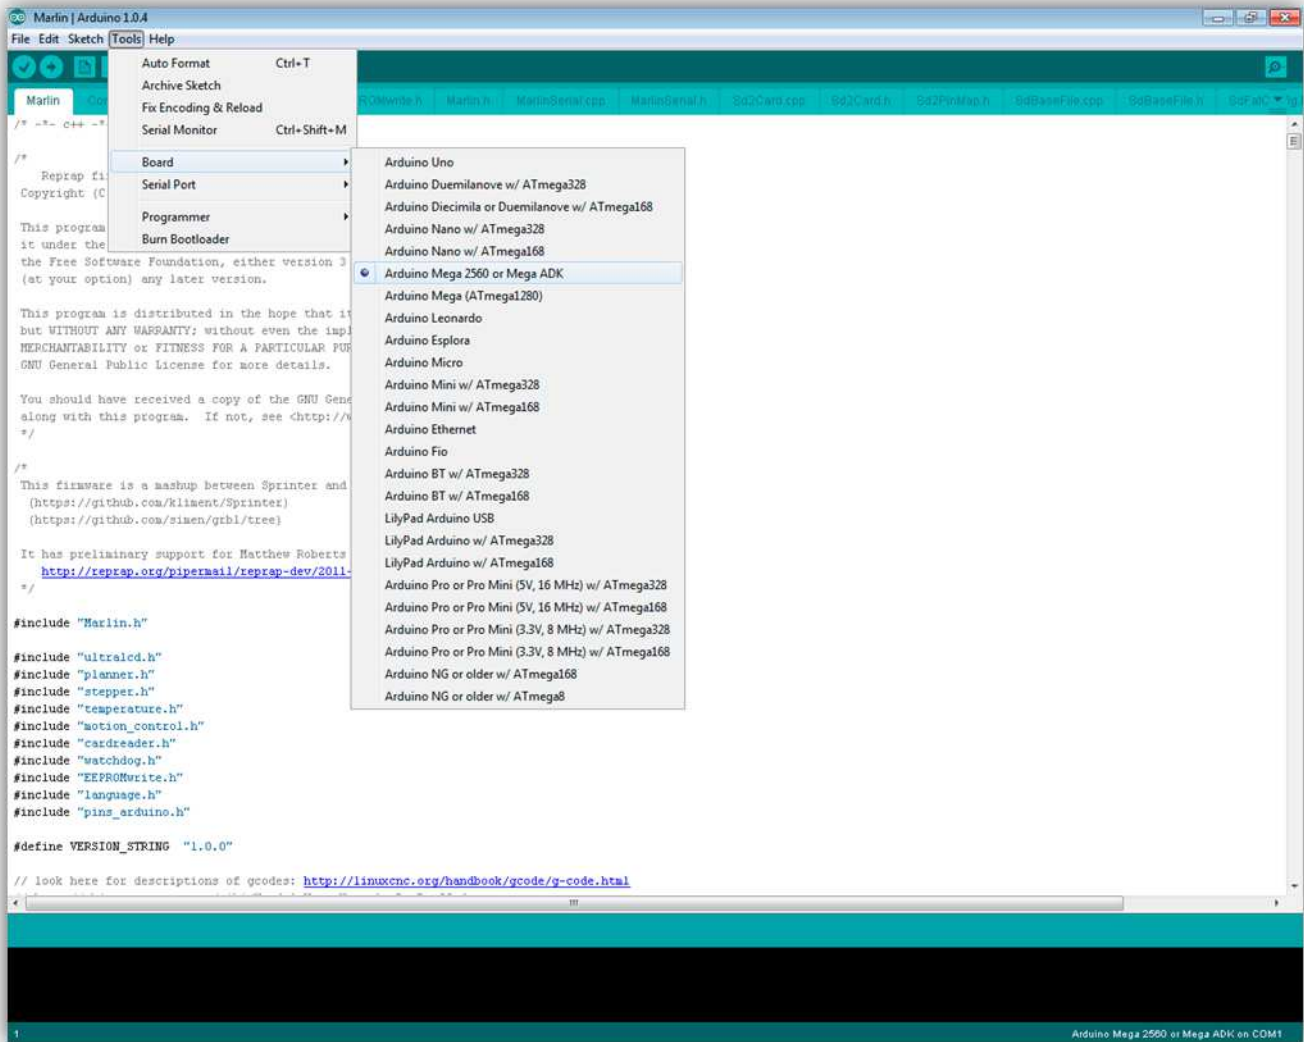 Marlin | Arduino 1.0.4
File Edit Sketch Tools Help
Auto Format Ctrl+T
Archive Sketch
Fix Encoding & Reload
Serial Monitor Ctrl+Shift+M
Board
Serial Port
Programmer
Burn Bootloader
Marlin Marlin.h MarlinSerial.cpp MarlinSerial.h Sd2Card.cpp Sd2Card.h Sd2PinMap.h SdBaseFile.cpp SdBaseFile.h
Arduino Uno
Arduino Duemilanove w/ ATmega328
Arduino Diecimila or Duemilanove w/ ATmega168
Arduino Nano w/ ATmega328
Arduino Nano w/ ATmega168
Arduino Mega 2560 or Mega ADK
Arduino Mega (ATmega1280)
Arduino Leonardo
Arduino Esplora
Arduino Micro
Arduino Mini w/ ATmega328
Arduino Mini w/ ATmega168
Arduino Ethernet
Arduino Fio
Arduino BT w/ ATmega328
Arduino BT w/ ATmega168
LilyPad Arduino USB
LilyPad Arduino w/ ATmega328
LilyPad Arduino w/ ATmega168
Arduino Pro or Pro Mini (5V, 16 MHz) w/ ATmega328
Arduino Pro or Pro Mini (5V, 16 MHz) w/ ATmega168
Arduino Pro or Pro Mini (3.3V, 8 MHz) w/ ATmega328
Arduino Pro or Pro Mini (3.3V, 8 MHz) w/ ATmega168
Arduino NG or older w/ ATmega168
Arduino NG or older w/ ATmega8
/* -*- c++ -*-
/*
Reprap fi
Copyright (C
This program
it under the
the Free Software Foundation, either version 3
(at your option) any later version.
This program is distributed in the hope that it
but WITHOUT ANY WARRANTY; without even the impl
MERCHANTABILITY or FITNESS FOR A PARTICULAR PUR
GNU General Public License for more details.
You should have received a copy of the GNU Gene
along with this program. If not, see <http://w
*/
/*
This firmware is a mashup between Sprinter and
(https://github.com/kliment/Sprinter)
(https://github.com/simen/grbl/tree)
It has preliminary support for Matthew Roberts
http://reprap.org/pipermail/reprap-dev/2011-
*/
#include "Marlin.h"
#include "ultralcd.h"
#include "planner.h"
#include "stepper.h"
#include "temperature.h"
#include "motion_control.h"
#include "cardreader.h"
#include "watchdog.h"
#include "EEPROMwrite.h"
#include "language.h"
#include "pins_arduino.h"
#define VERSION_STRING "1.0.0"
// look here for descriptions of gcodes: http://linuxcnc.org/handbook/gcode/g-code.html
1
Arduino Mega 2560 or Mega ADK on COM1